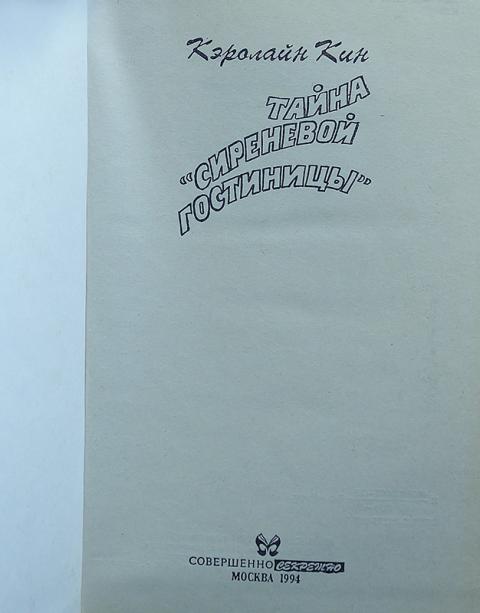 Кэролайн Кин
ТАЙНА
“СИРЕНЕВОЙ
ГОСТИНИЦЫ”
СОВЕРШЕННО СЕКРЕТНО
МОСКВА 1994